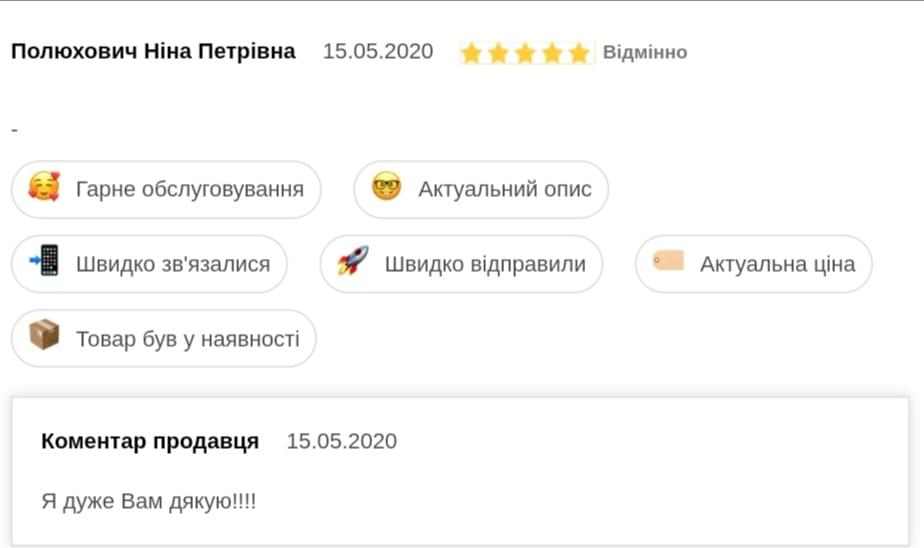 Полюхович Ніна Петрівна 15.05.2020 Відмінно
-
Гарне обслуговування Актуальний опис
Швидко зв'язалися Швидко відправили Актуальна ціна
Товар був у наявності
Коментар продавця 15.05.2020
Я дуже Вам дякую!!!!